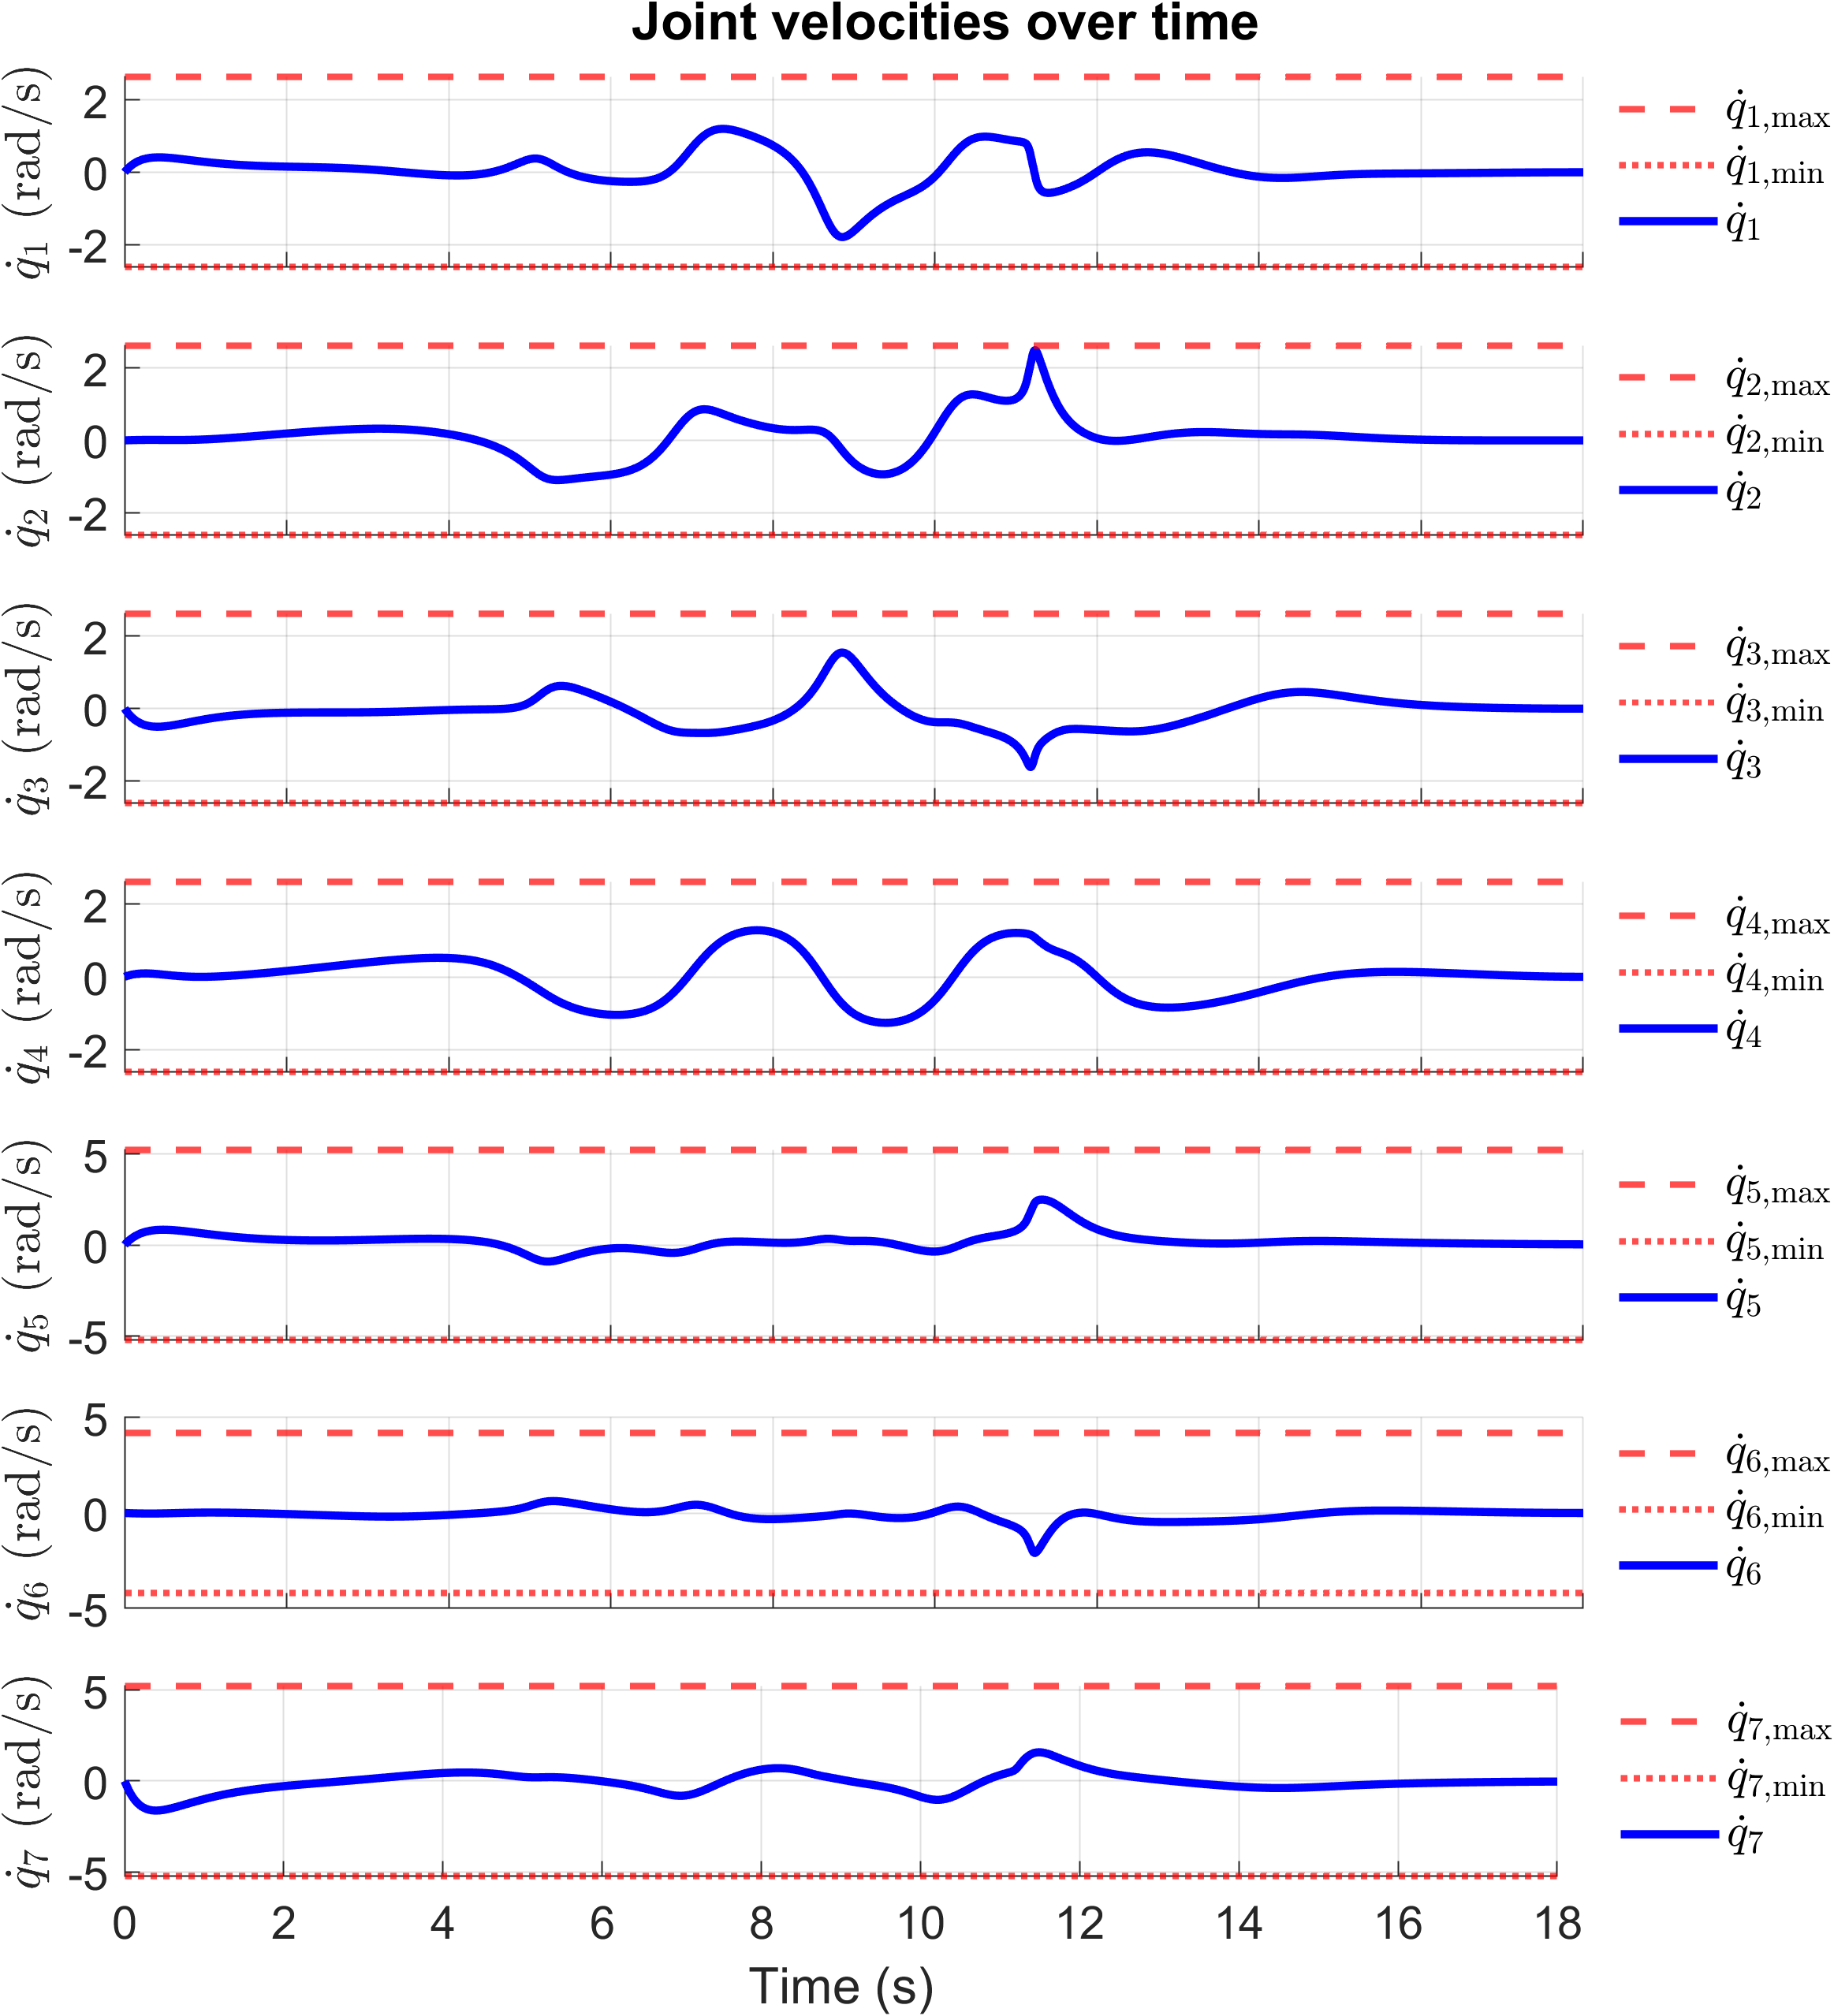 Joint velocities over time
q̇1 (rad/s)
2
0
-2
q̇1,max
q̇1,min
q̇1
q̇2 (rad/s)
2
0
-2
q̇2,max
q̇2,min
q̇2
q̇3 (rad/s)
2
0
-2
q̇3,max
q̇3,min
q̇3
q̇4 (rad/s)
2
0
-2
q̇4,max
q̇4,min
q̇4
q̇5 (rad/s)
5
0
-5
q̇5,max
q̇5,min
q̇5
q̇6 (rad/s)
5
0
-5
q̇6,max
q̇6,min
q̇6
q̇7 (rad/s)
5
0
-5
q̇7,max
q̇7,min
q̇7
0 2 4 6 8 10 12 14 16 18
Time (s)